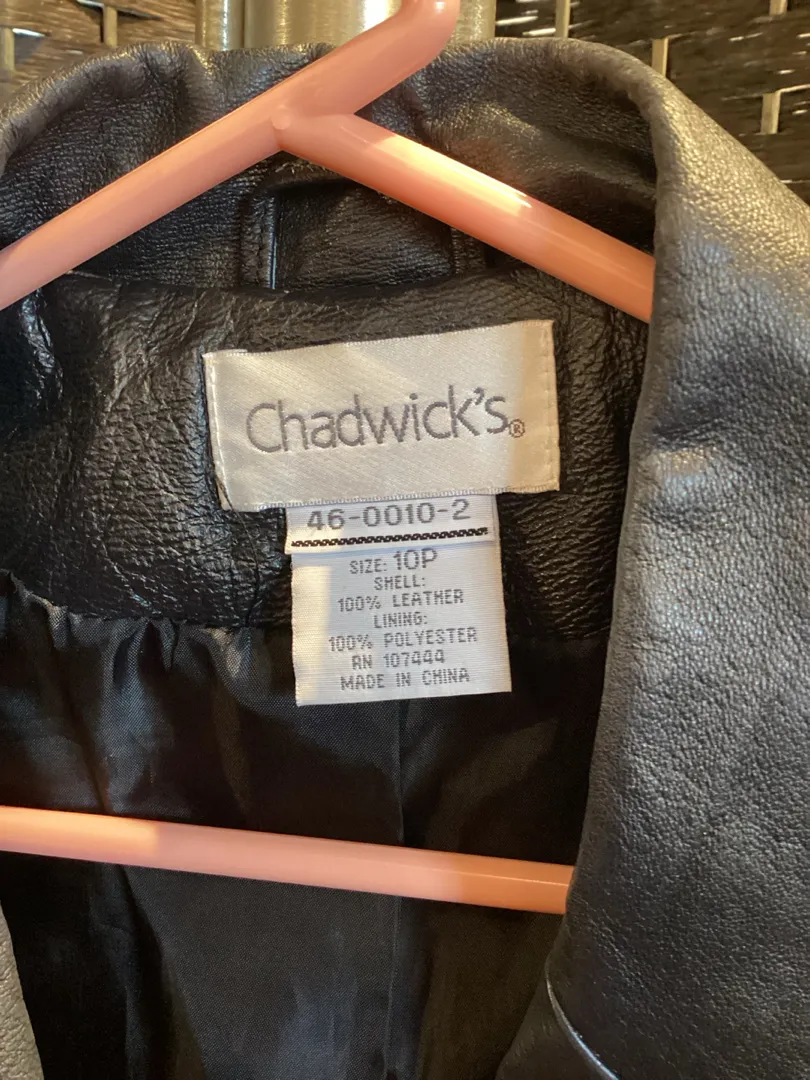 Chadwick's®
46-0010-2
SIZE: 10P
SHELL:
100% LEATHER
LINING:
100% POLYESTER
RN 107444
MADE IN CHINA